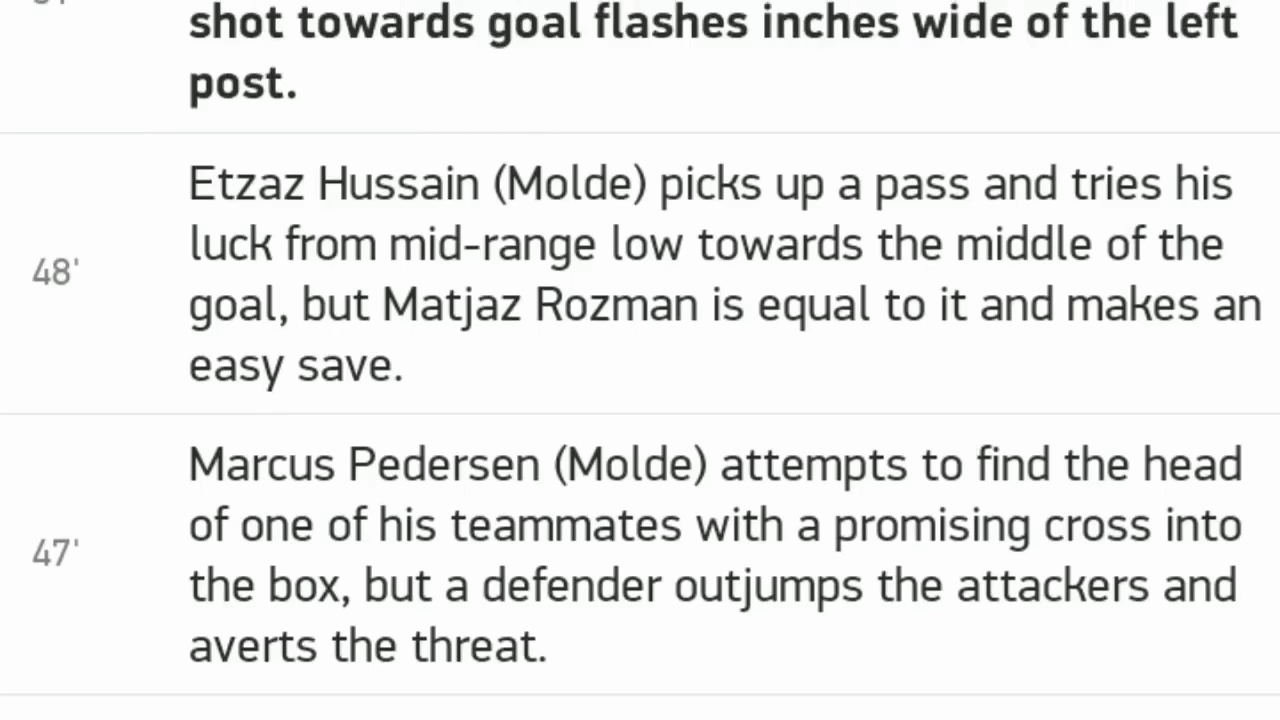 shot towards goal flashes inches wide of the left
post.
Etzaz Hussain (Molde) picks up a pass and tries his
luck from mid-range low towards the middle of the
48'
goal, but Matjaz Rozman is equal to it and makes an
easy save.
Marcus Pedersen (Molde) attempts to find the head
of one of his teammates with a promising cross into
47'
the box, but a defender outjumps the attackers and
averts the threat.